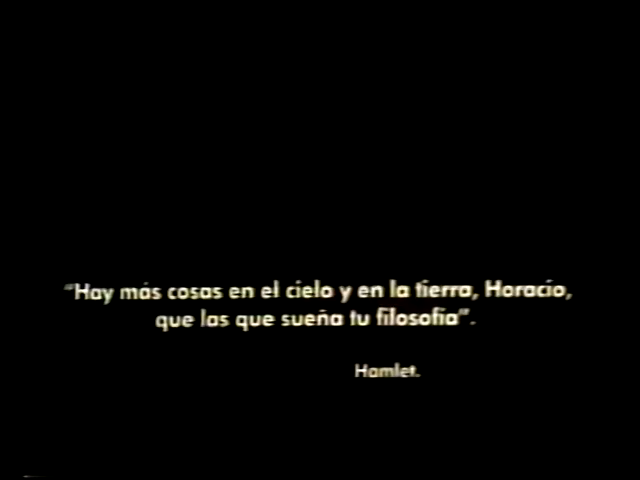 "Hay más cosas en el cielo y en la tierra, Horacio,
que las que sueña tu filosofía".
Hamlet.